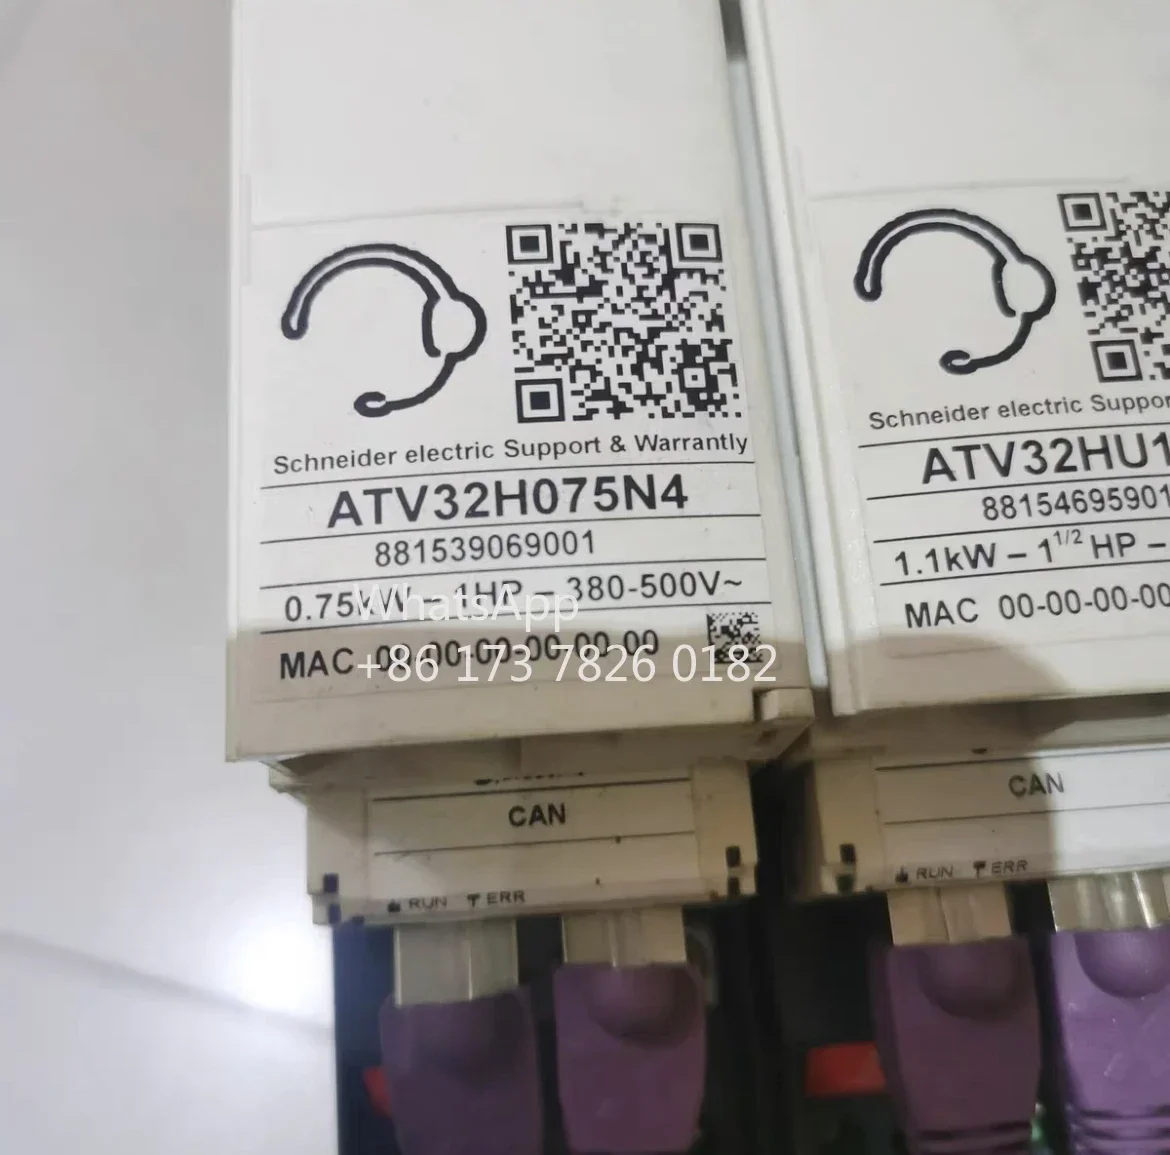 Schneider electric Support & Warrantly
ATV32H075N4
881539069001
0.75kW – 1HP – 380-500V~
MAC 00-00-00-00-00-00
WhatsApp
+86 173 7826 0182
CAN
RUN ERR
Schneider electric Suppor
ATV32HU1
88154695901
1.1kW – 1 1/2 HP –
MAC 00-00-00-00
CAN
RUN ERR